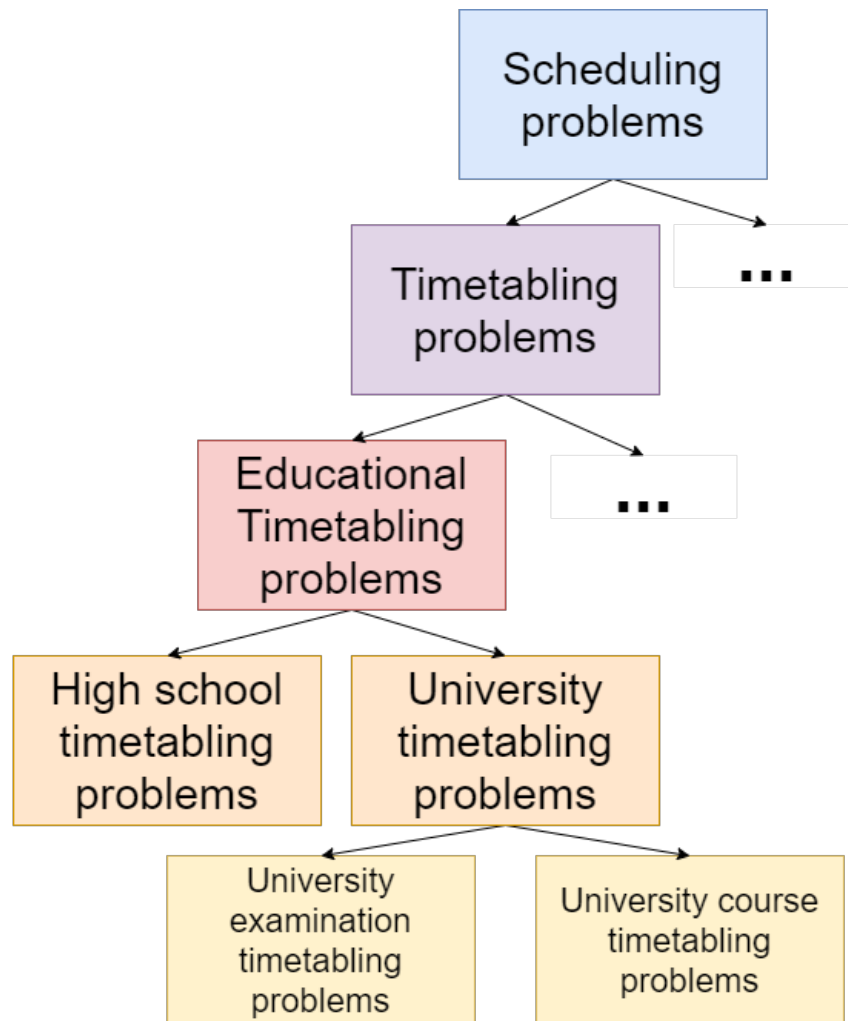 Scheduling
problems
Timetabling
problems
...
Educational
Timetabling
problems
...
High school
timetabling
problems
University
timetabling
problems
University
examination
timetabling
problems
University course
timetabling
problems